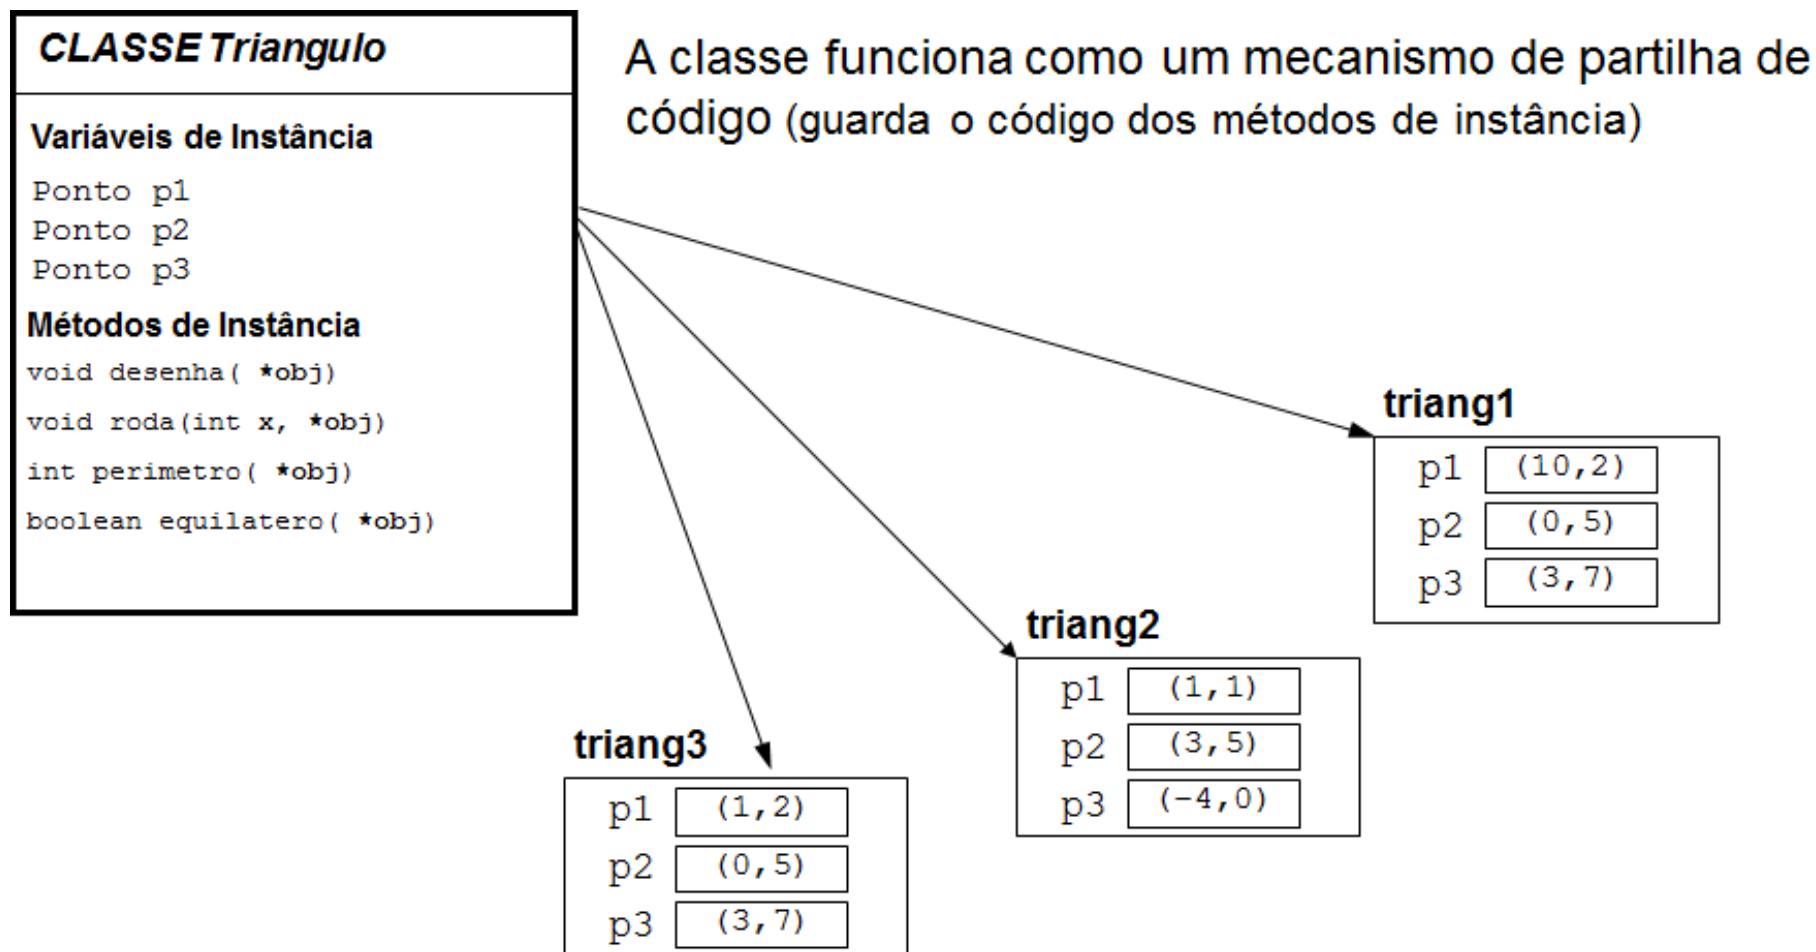 CLASSE Triangulo
A classe funciona como um mecanismo de partilha de
código (guarda o código dos métodos de instância)
Variáveis de Instância
Ponto p1
Ponto p2
Ponto p3
Métodos de Instância
void desenha( *obj)
void roda(int x, *obj)
int perimetro( *obj)
boolean equilatero( *obj)
triang1
p1 (10,2)
p2 (0,5)
p3 (3,7)
triang2
p1 (1,1)
p2 (3,5)
p3 (-4,0)
triang3
p1 (1,2)
p2 (0,5)
p3 (3,7)